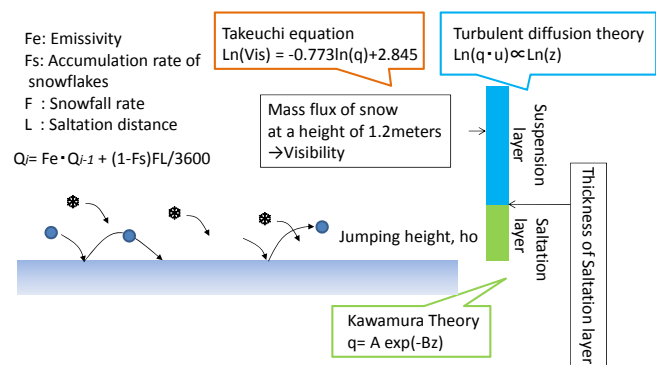 Fe: Emissivity
Fs: Accumulation rate of
snowflakes
F : Snowfall rate
L : Saltation distance
Qi= Fe・Qi-1 + (1-Fs)FL/3600
Takeuchi equation
Ln(Vis) = -0.773ln(q)+2.845
Turbulent diffusion theory
Ln(q・u)∝Ln(z)
Mass flux of snow
at a height of 1.2meters
→Visibility
Suspension
layer
Saltation
layer
Thickness of Saltation layer
Jumping height, ho
Kawamura Theory
q= A exp(-Bz)